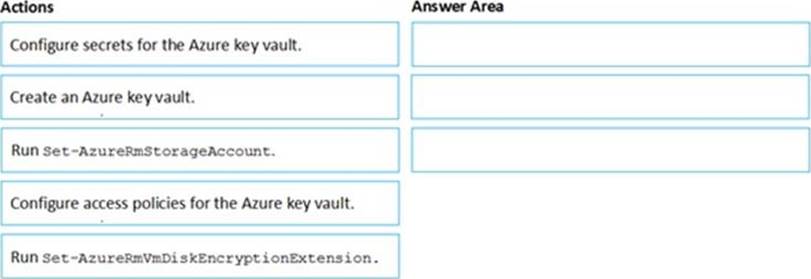 Actions
Answer Area
Configure secrets for the Azure key vault.
Create an Azure key vault.
Run Set-AzureRmStorageAccount.
Configure access policies for the Azure key vault.
Run Set-AzureRmVmDiskEncryptionExtension.